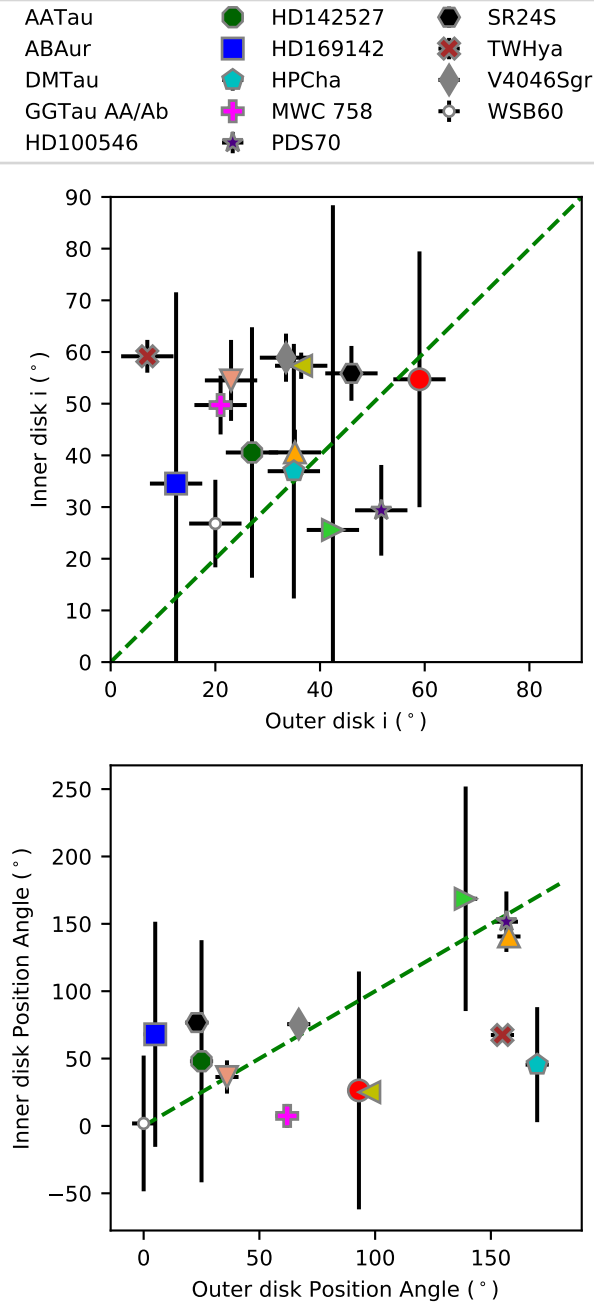 AATau HD142527 SR24S
ABAur HD169142 TWHya
DMTau HPCha V4046Sgr
GGTau AA/Ab MWC 758 WSB60
HD100546 PDS70
90
80
70
60
50
40
30
20
10
0
Inner disk i (°)
0 20 40 60 80
Outer disk i (°)
250
200
150
100
50
0
−50
Inner disk Position Angle (°)
0 50 100 150
Outer disk Position Angle (°)